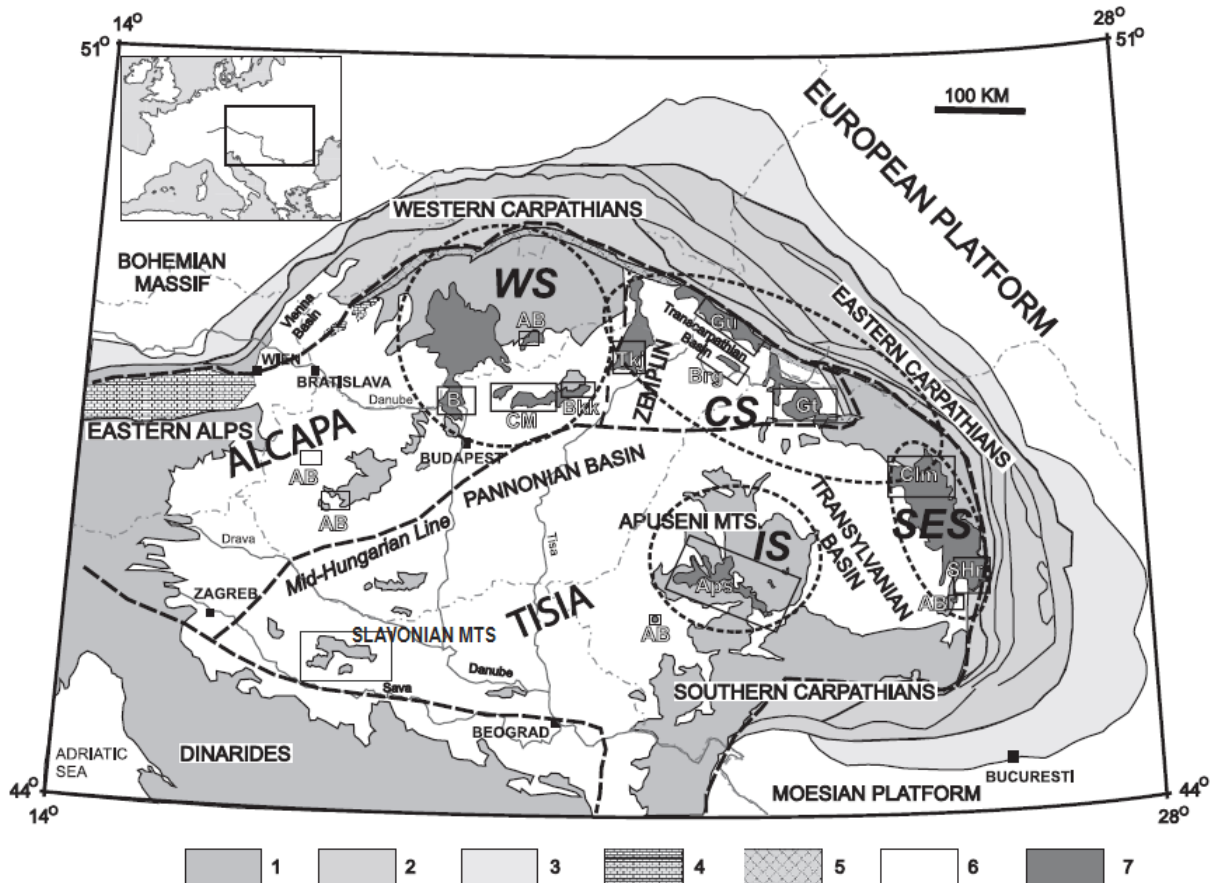 14°
28°
51°
51°
100 KM
EUROPEAN PLATFORM
WESTERN CARPATHIANS
BOHEMIAN
MASSIF
Vienna
Basin
WS
EASTERN CARPATHIANS
AB
Gti
Transcarpathian
Basin
WIEN
BRATISLAVA
Tkj
ZEMPLIN
Brg
Danube
B
CM
Bkk
CS
Gt
EASTERN ALPS
ALCAPA
BUDAPEST
AB
AB
PANNONIAN BASIN
Clm
SES
TRANSYLVANIAN
BASIN
APUSENI MTS.
IS
Drava
Mid-Hungarian Line
Tisa
Aps
SHr
ABr
ZAGREB
TISIA
AB
SLAVONIAN MTS
Danube
Sava
SOUTHERN CARPATHIANS
BEOGRAD
ADRIATIC
SEA
DINARIDES
BUCURESTI
MOESIAN PLATFORM
44°
14°
44°
28°
1 2 3 4 5 6 7